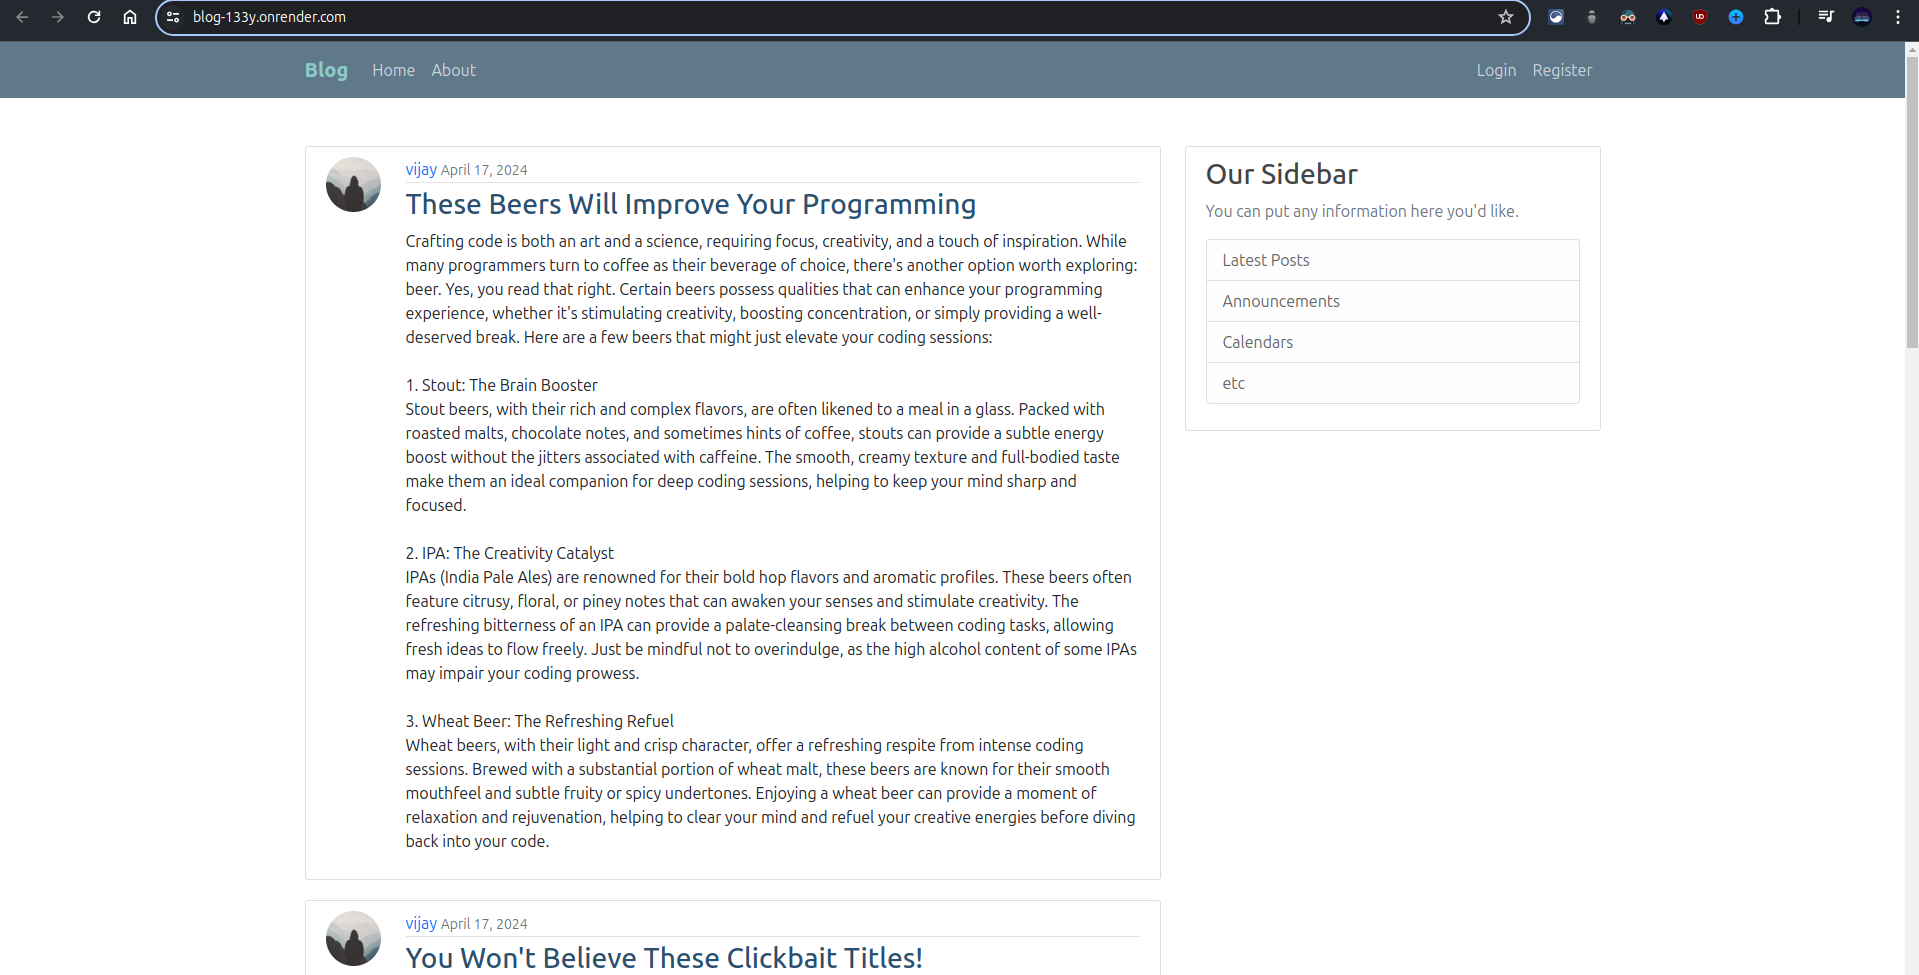 blog-133y.onrender.com
Blog Home About Login Register
vijay April 17, 2024
These Beers Will Improve Your Programming
Crafting code is both an art and a science, requiring focus, creativity, and a touch of inspiration. While
many programmers turn to coffee as their beverage of choice, there's another option worth exploring:
beer. Yes, you read that right. Certain beers possess qualities that can enhance your programming
experience, whether it's stimulating creativity, boosting concentration, or simply providing a well-
deserved break. Here are a few beers that might just elevate your coding sessions:
1. Stout: The Brain Booster
Stout beers, with their rich and complex flavors, are often likened to a meal in a glass. Packed with
roasted malts, chocolate notes, and sometimes hints of coffee, stouts can provide a subtle energy
boost without the jitters associated with caffeine. The smooth, creamy texture and full-bodied taste
make them an ideal companion for deep coding sessions, helping to keep your mind sharp and
focused.
2. IPA: The Creativity Catalyst
IPAs (India Pale Ales) are renowned for their bold hop flavors and aromatic profiles. These beers often
feature citrusy, floral, or piney notes that can awaken your senses and stimulate creativity. The
refreshing bitterness of an IPA can provide a palate-cleansing break between coding tasks, allowing
fresh ideas to flow freely. Just be mindful not to overindulge, as the high alcohol content of some IPAs
may impair your coding prowess.
3. Wheat Beer: The Refreshing Refuel
Wheat beers, with their light and crisp character, offer a refreshing respite from intense coding
sessions. Brewed with a substantial portion of wheat malt, these beers are known for their smooth
mouthfeel and subtle fruity or spicy undertones. Enjoying a wheat beer can provide a moment of
relaxation and rejuvenation, helping to clear your mind and refuel your creative energies before diving
back into your code.
vijay April 17, 2024
You Won't Believe These Clickbait Titles!
Our Sidebar
You can put any information here you'd like.
Latest Posts
Announcements
Calendars
etc